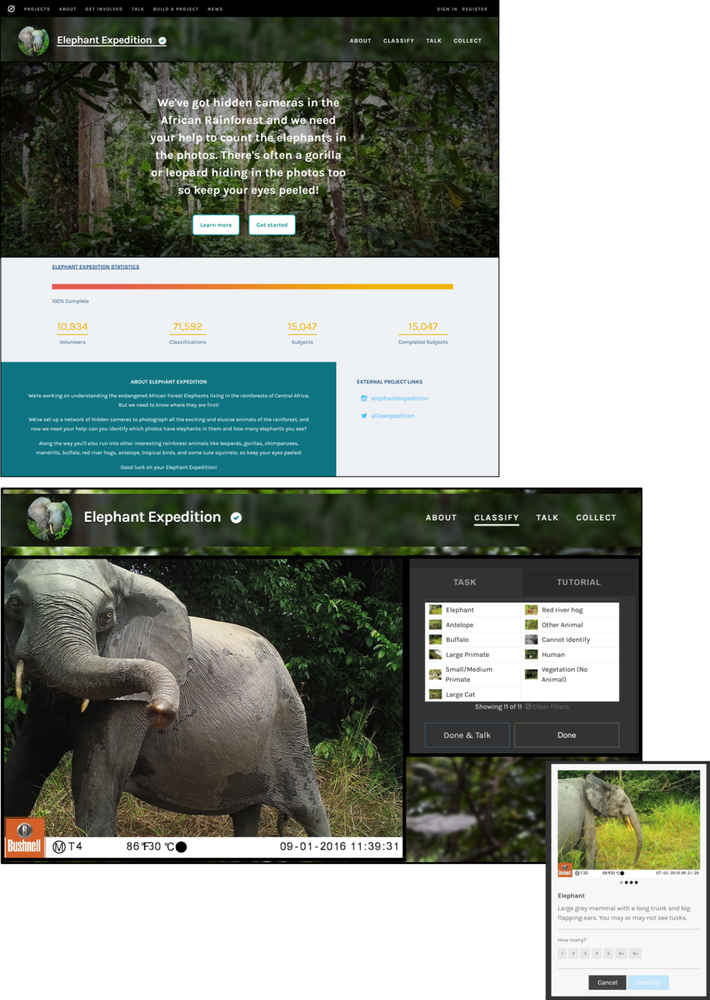 PROJECTS ABOUT GET INVOLVED TALK BUILD A PROJECT NEWS SIGN IN REGISTER
Elephant Expedition ABOUT CLASSIFY TALK COLLECT
We've got hidden cameras in the
African Rainforest and we need
your help to count the elephants in
the photos. There's often a gorilla
or leopard hiding in the photos too
so keep your eyes peeled!
Learn more Get started
ELEPHANT EXPEDITION STATISTICS
100% Complete
10,934 71,592 15,047 15,047
Volunteers Classifications Subjects Completed Subjects
ABOUT ELEPHANT EXPEDITION
We're working on understanding the endangered African Forest Elephants living in the rainforests of Central Africa.
But we need to know where they are first!
We've set up a network of hidden cameras to photograph all the exciting and elusive animals of the rainforest, and
now we need your help: can you identify which photos have elephants in them and how many elephants you see?
Along the way you'll also run into other interesting rainforest animals like leopards, gorillas, chimpanzees,
mandrills, buffalo, red river hogs, antelope, tropical birds, and some cute squirrels; so keep your eyes peeled!
Good luck on your Elephant Expedition!
EXTERNAL PROJECT LINKS
elephantexpedition
ellieexpedition
Elephant Expedition ABOUT CLASSIFY TALK COLLECT
TASK TUTORIAL
Elephant Red river hog
Antelope Other Animal
Buffalo Cannot Identify
Large Primate Human
Small/Medium Vegetation (No
Primate Animal)
Large Cat
Showing 11 of 11 Clear filters
Done & Talk Done
B
Bushnell M T4 86°F30 °C 09-01-2016 11:39:31
Bushnell M T20 68°F20 °C 07-02-2016 06:31:28
Elephant
Large grey mammal with a long trunk and big
flapping ears. You may or may not see tusks.
How many?
1 2 3 4 5 6+ 6+
Cancel Identify